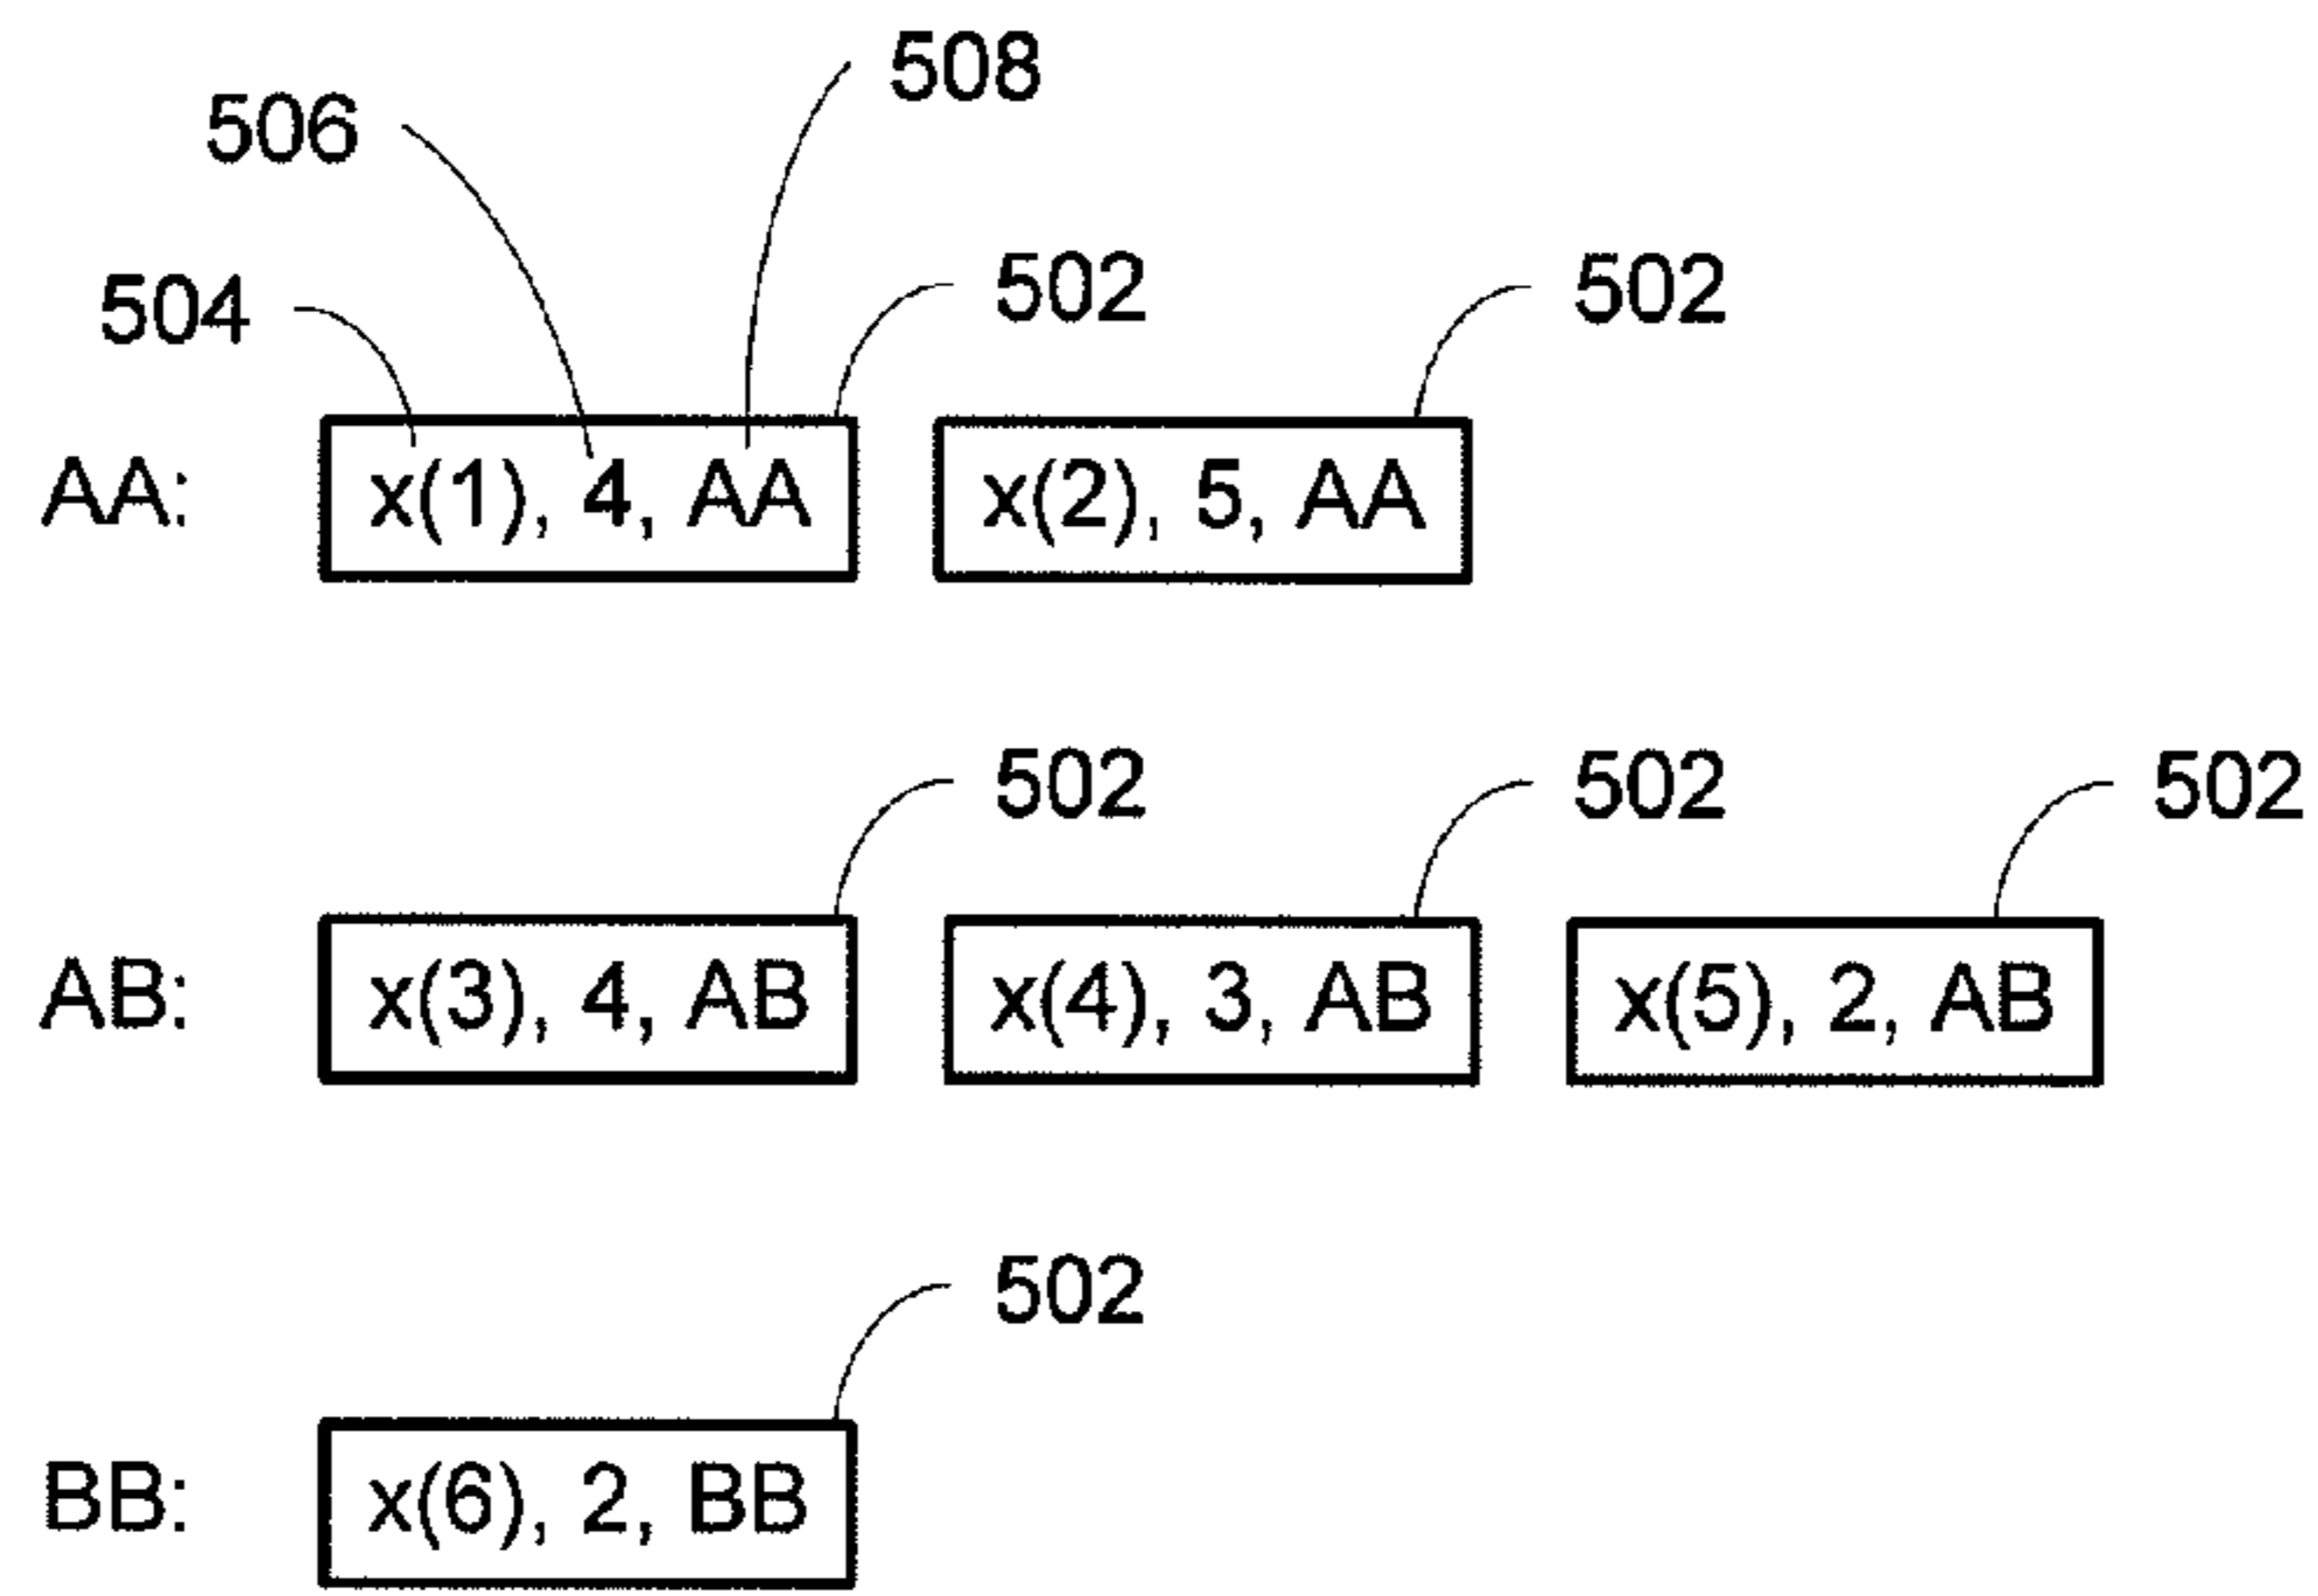 508
506
502 502
504
AA: x(1), 4, AA x(2), 5, AA
502 502 502
AB: x(3), 4, AB x(4), 3, AB x(5), 2, AB
502
BB: x(6), 2, BB